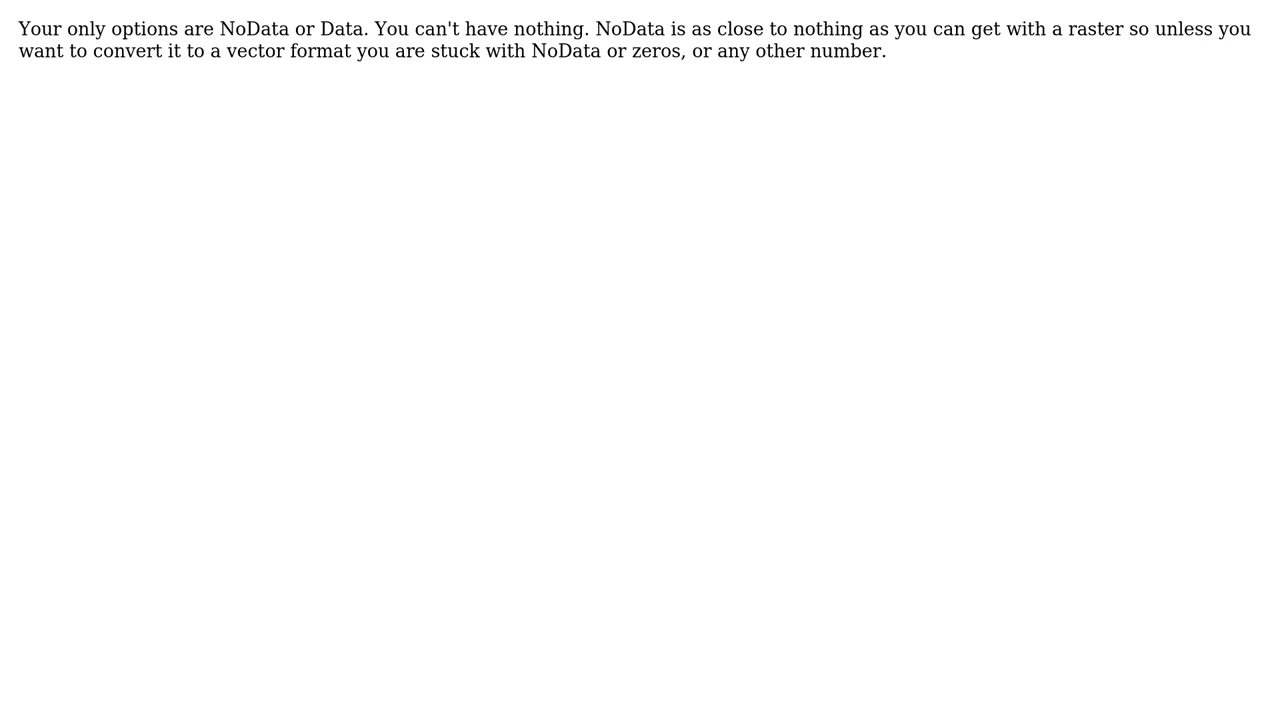 Your only options are NoData or Data. You can't have nothing. NoData is as close to nothing as you can get with a raster so unless you
want to convert it to a vector format you are stuck with NoData or zeros, or any other number.